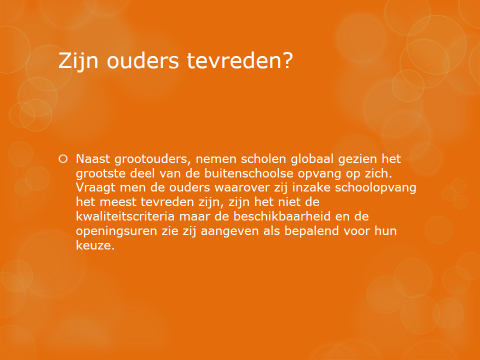 Zijn ouders tevreden?
Naast grootouders, nemen scholen globaal gezien het
grootste deel van de buitenschoolse opvang op zich.
Vraagt men de ouders waarover zij inzake schoolopvang
het meest tevreden zijn, zijn het niet de
kwaliteitscriteria maar de beschikbaarheid en de
openingsuren zie zij aangeven als bepalend voor hun
keuze.